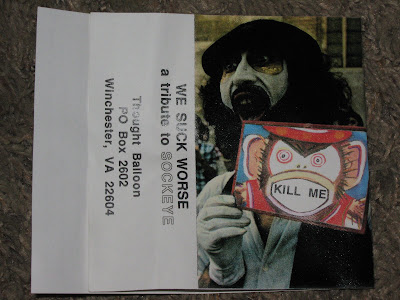 WE SUCK WORSE
a tribute to SOCKEYE
Thought Balloon
PO Box 2602
Winchester, VA 22604
KILL ME